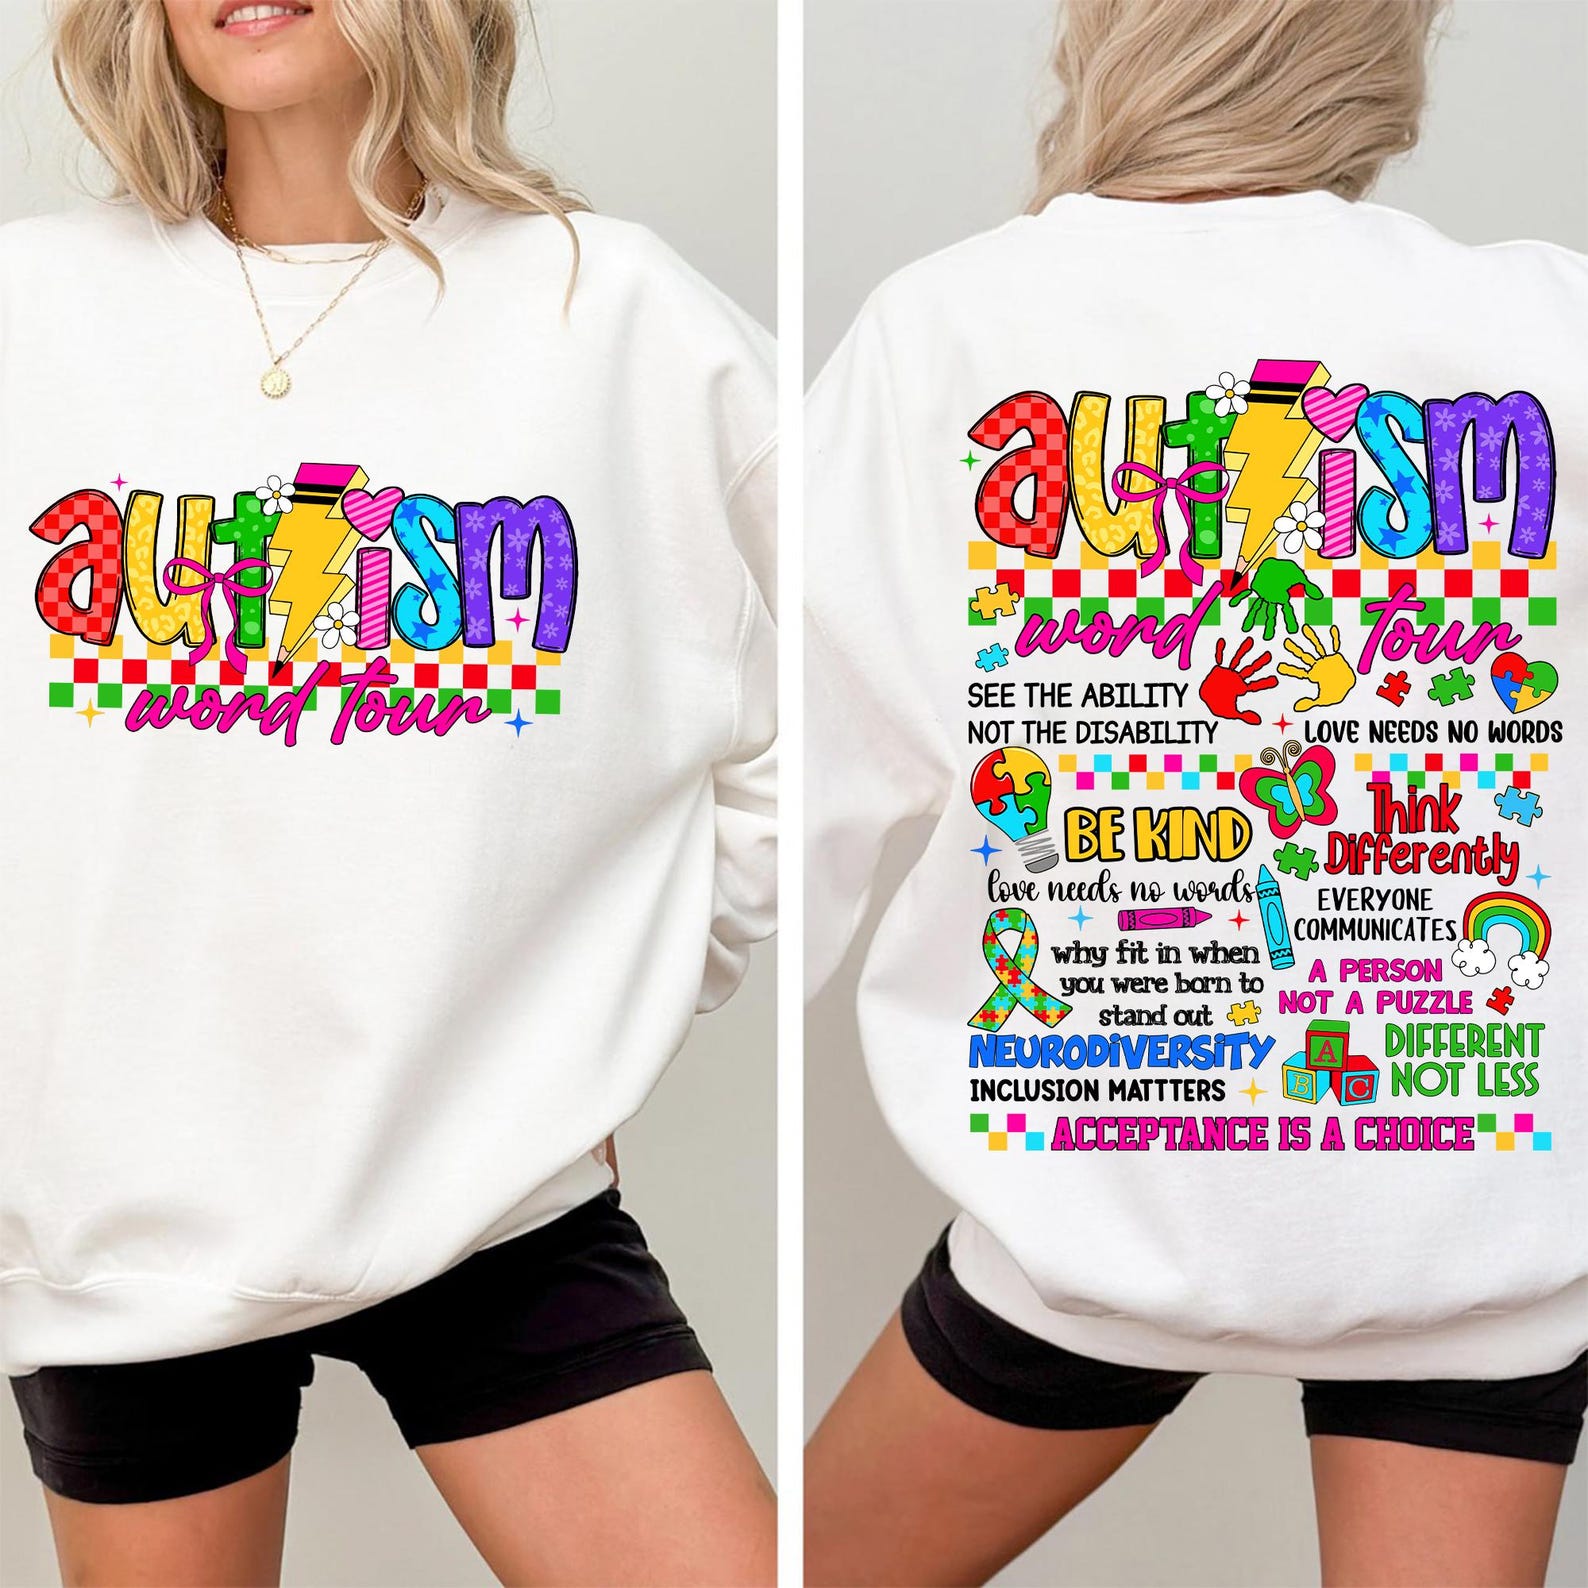 autism
word tour
autism
word tour
SEE THE ABILITY
NOT THE DISABILITY
LOVE NEEDS NO WORDS
BE KIND
Think
Differently
love needs no words
EVERYONE
COMMUNICATES
why fit in when
you were born to
stand out
A PERSON
NOT A PUZZLE
NEURODiVERSiTY
DIFFERENT
NOT LESS
A
B C
INCLUSION MATTTERS
ACCEPTANCE IS A CHOICE